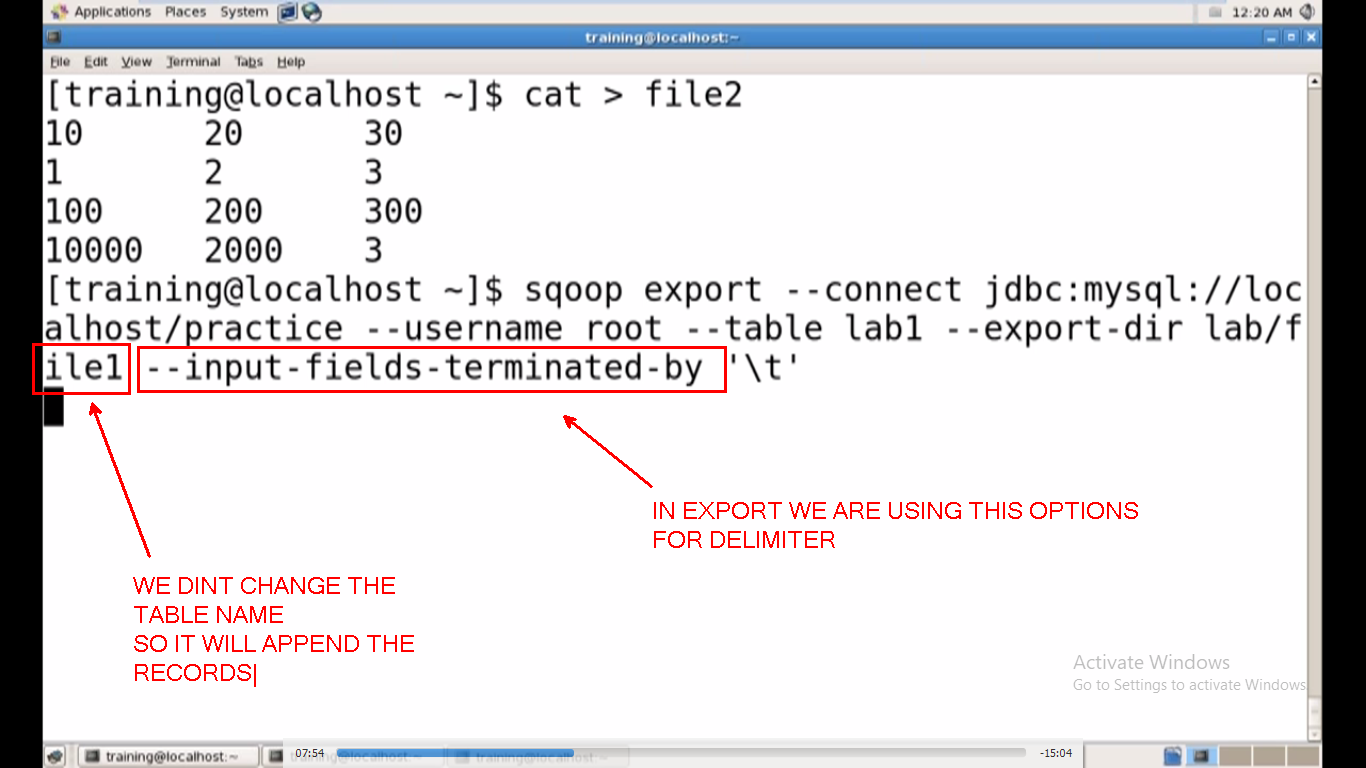 Applications Places System 12:20 AM
training@localhost:~
File Edit View Terminal Tabs Help
[training@localhost ~]$ cat > file2
10 20 30
1 2 3
100 200 300
10000 2000 3
[training@localhost ~]$ sqoop export --connect jdbc:mysql://loc
alhost/practice --username root --table lab1 --export-dir lab/f
ile1 --input-fields-terminated-by '\t'
IN EXPORT WE ARE USING THIS OPTIONS
FOR DELIMITER
WE DINT CHANGE THE
TABLE NAME
SO IT WILL APPEND THE
RECORDS
Activate Windows
Go to Settings to activate Windows
training@localhost:~ training@localhost:~ training@localhost:~
07:54 -15:04